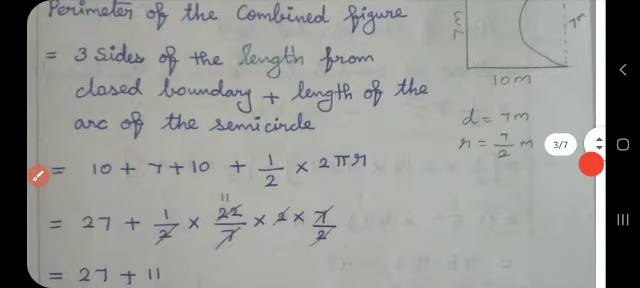 Perimeter of the Combined figure
= 3 Sides of the length from
closed boundary + length of the
arc of the semicircle
= 10 + 7 + 10 + 1/2 × 2πr
= 27 + 1/2 × 22/7 × 2 × 7/2
11
= 27 + 11
7m
7m
10m
d = 7m
r = 7/2 m
3/7